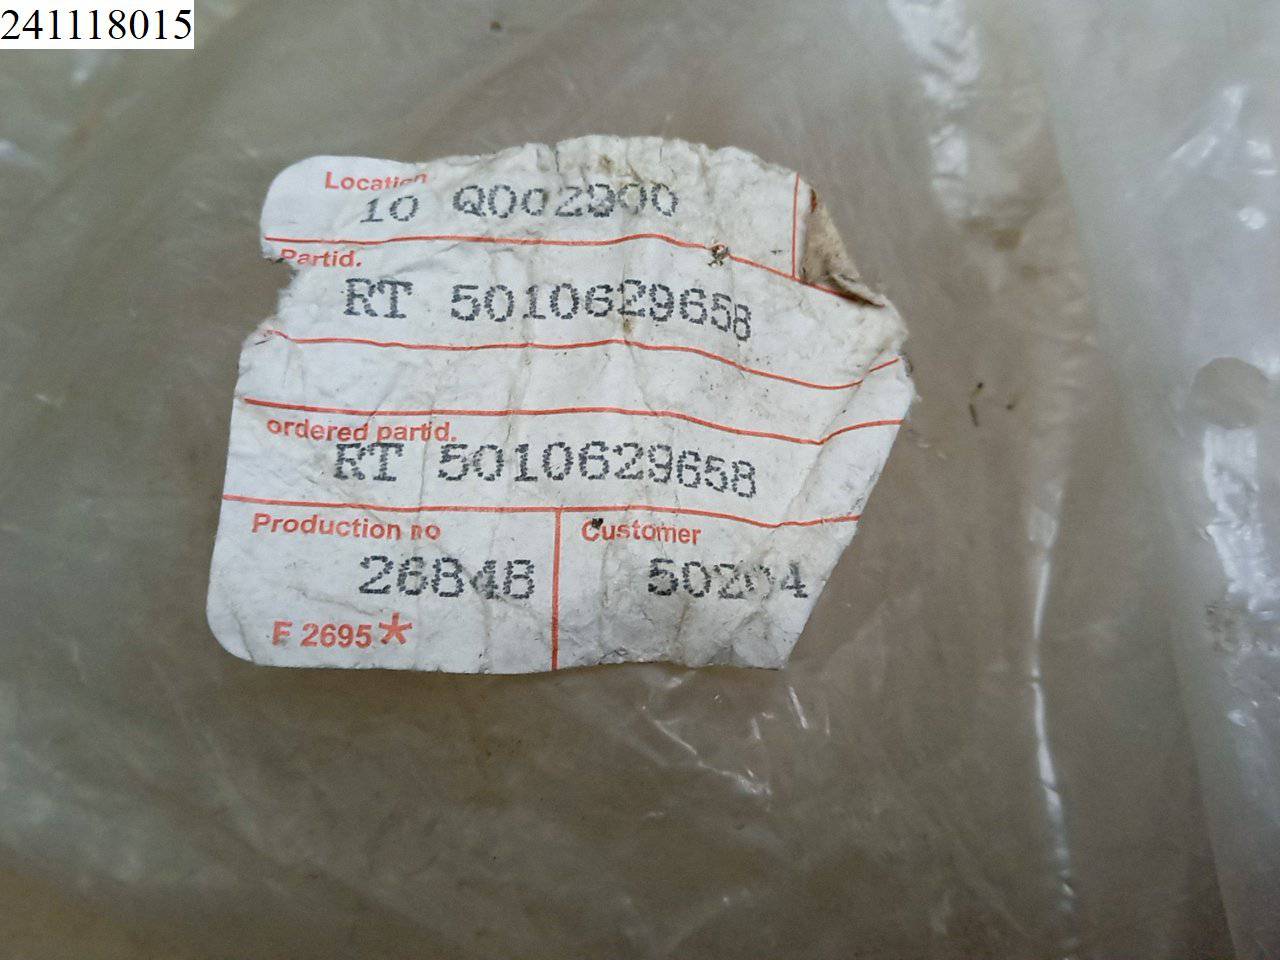 241118015
Location
10 Q002900
Partid.
RT 5010629658
ordered partid.
RT 5010629658
Production no
26848
Customer
50204
F 2695*